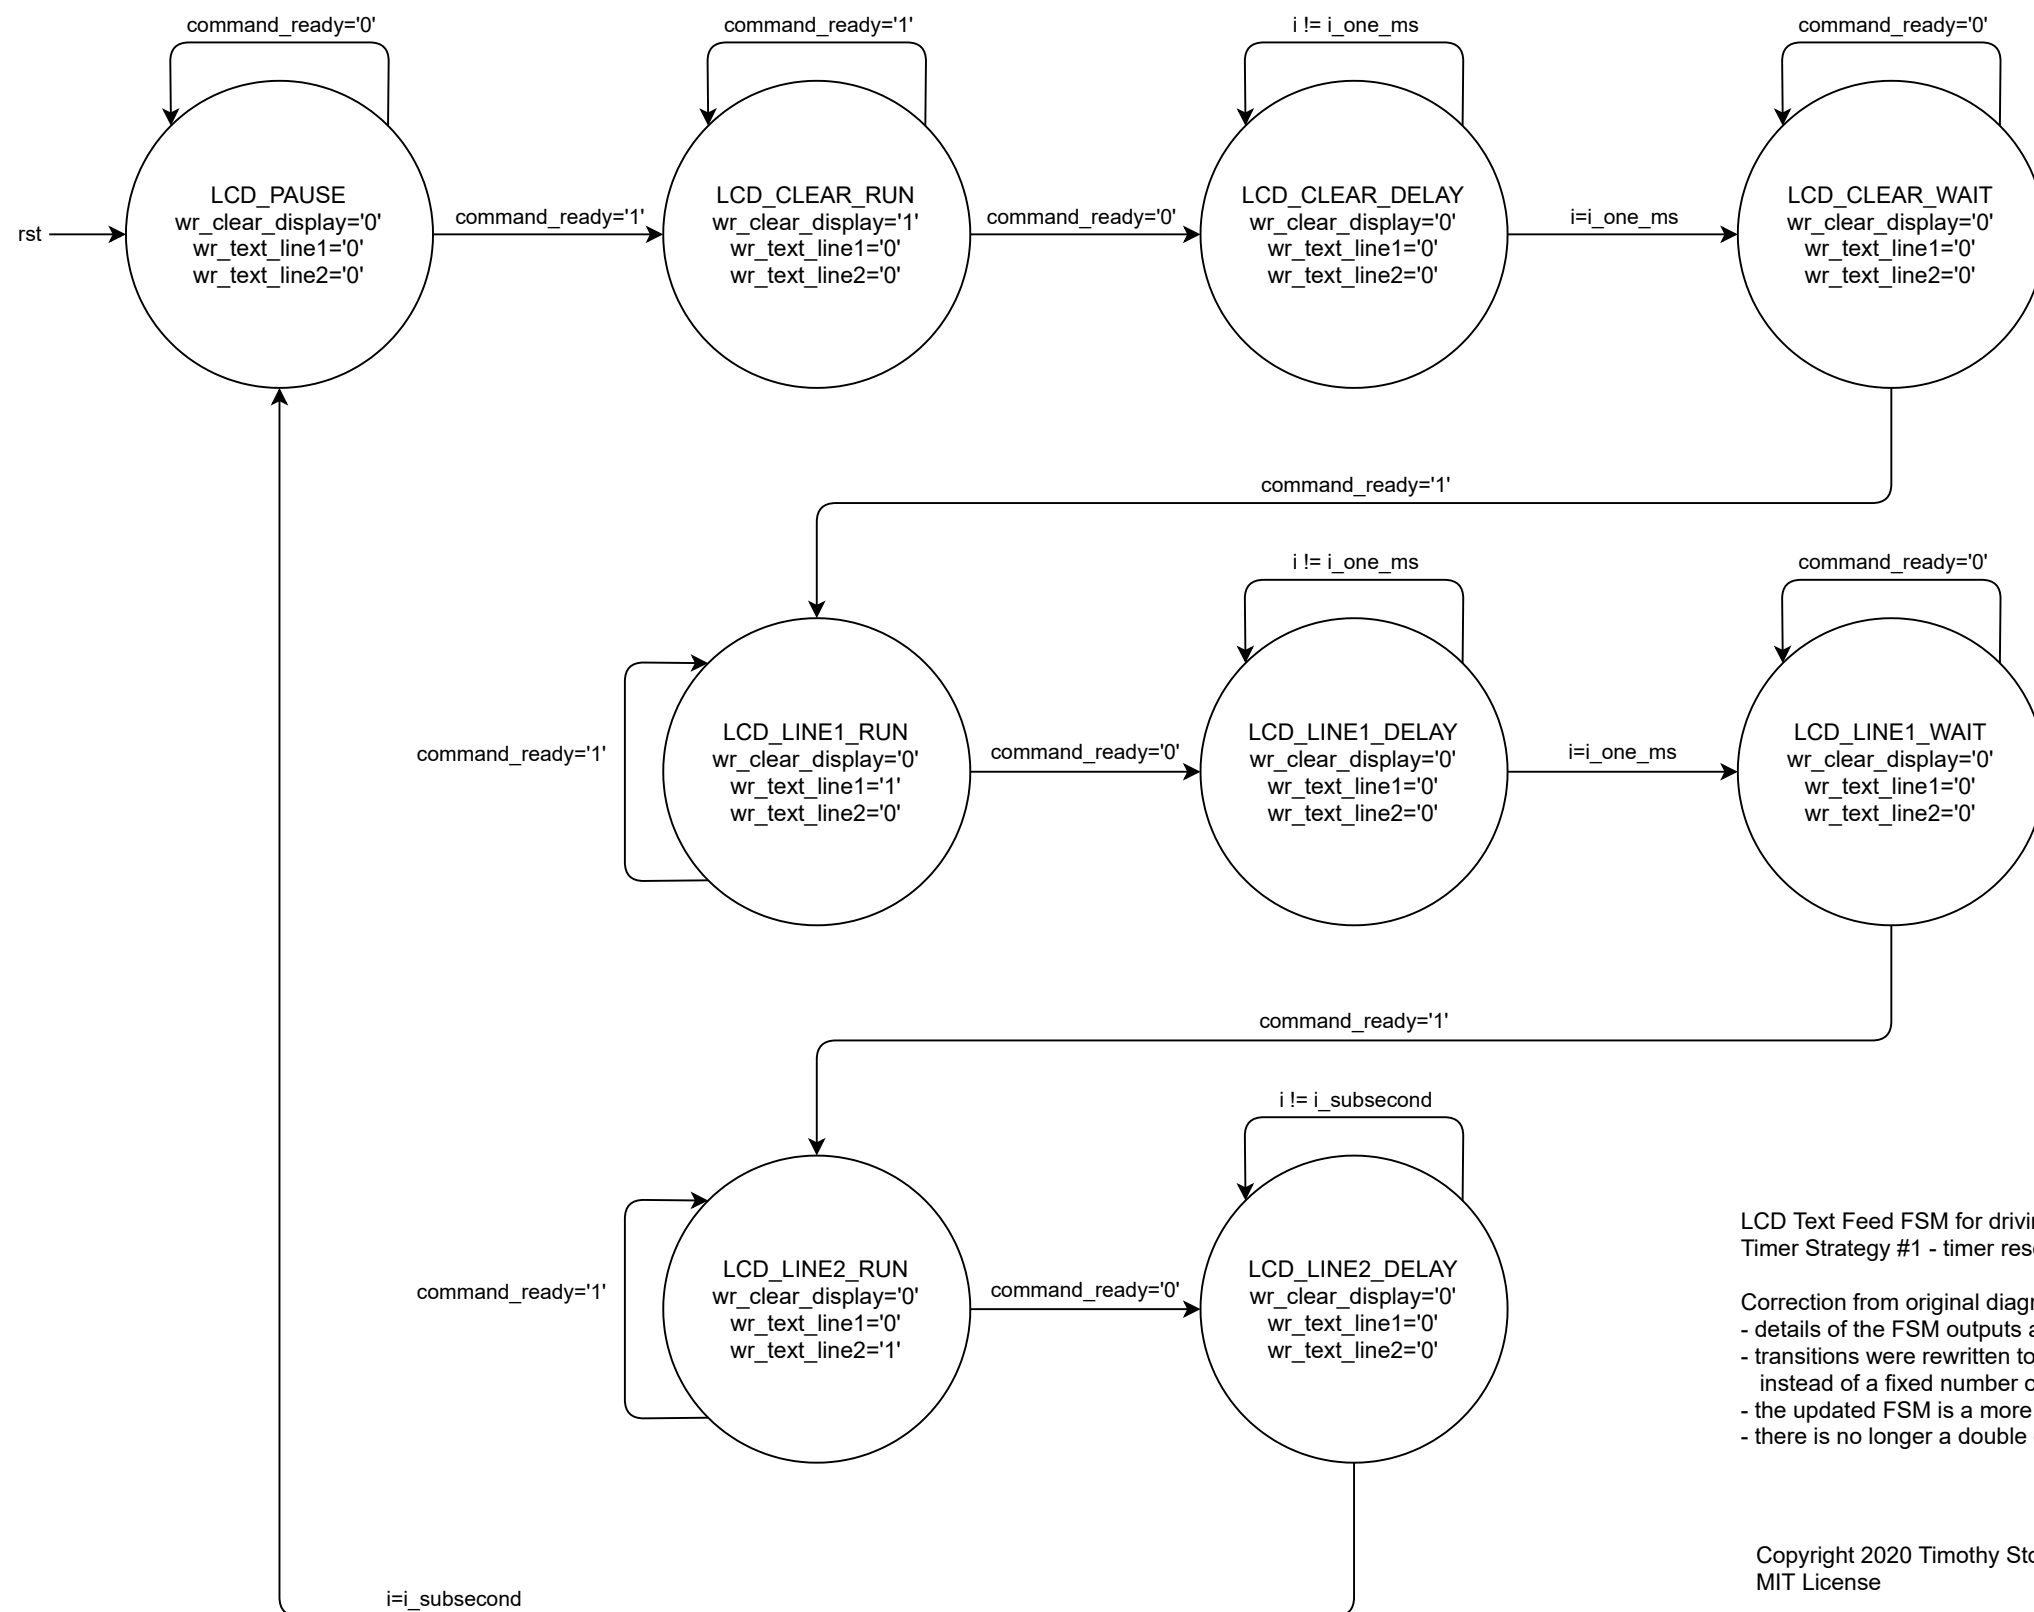 command_ready='0'
command_ready='1'
i != i_one_ms
command_ready='0'
rst
LCD_PAUSE
wr_clear_display='0'
wr_text_line1='0'
wr_text_line2='0'
command_ready='1'
LCD_CLEAR_RUN
wr_clear_display='1'
wr_text_line1='0'
wr_text_line2='0'
command_ready='0'
LCD_CLEAR_DELAY
wr_clear_display='0'
wr_text_line1='0'
wr_text_line2='0'
i=i_one_ms
LCD_CLEAR_WAIT
wr_clear_display='0'
wr_text_line1='0'
wr_text_line2='0'
command_ready='1'
i != i_one_ms
command_ready='0'
command_ready='1'
LCD_LINE1_RUN
wr_clear_display='0'
wr_text_line1='1'
wr_text_line2='0'
command_ready='0'
LCD_LINE1_DELAY
wr_clear_display='0'
wr_text_line1='0'
wr_text_line2='0'
i=i_one_ms
LCD_LINE1_WAIT
wr_clear_display='0'
wr_text_line1='0'
wr_text_line2='0'
command_ready='1'
i != i_subsecond
command_ready='1'
LCD_LINE2_RUN
wr_clear_display='0'
wr_text_line1='0'
wr_text_line2='1'
command_ready='0'
LCD_LINE2_DELAY
wr_clear_display='0'
wr_text_line1='0'
wr_text_line2='0'
i=i_subsecond
LCD Text Feed FSM for
Timer Strategy #1 - timer
Correction from original
- details of the FSM outputs
- transitions were rewritten to
instead of a fixed number
- the updated FSM is a more
- there is no longer a double
Copyright 2020 Timothy
MIT License